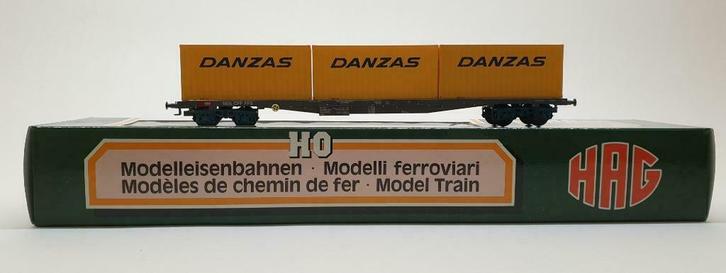 DANZAS DANZAS DANZAS
HO
Modelleisenbahnen · Modelli ferroviari
Modèles de chemin de fer · Model Train
HAG